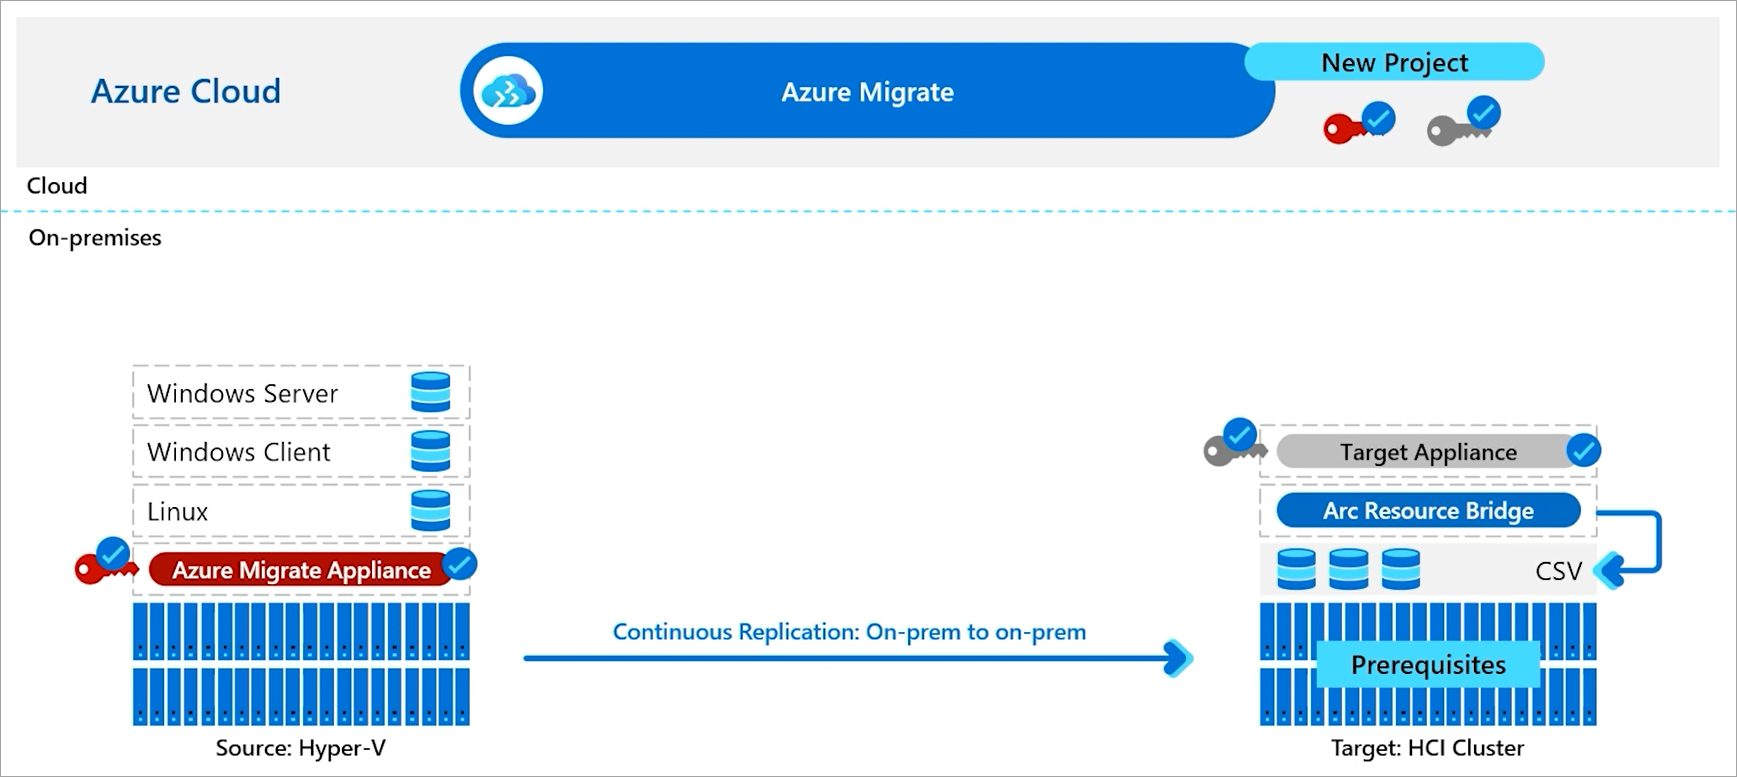 Azure Cloud
Azure Migrate
New Project
Cloud
On-premises
Windows Server
Windows Client
Linux
Azure Migrate Appliance
Source: Hyper-V
Continuous Replication: On-prem to on-prem
Target Appliance
Arc Resource Bridge
CSV
Prerequisites
Target: HCI Cluster